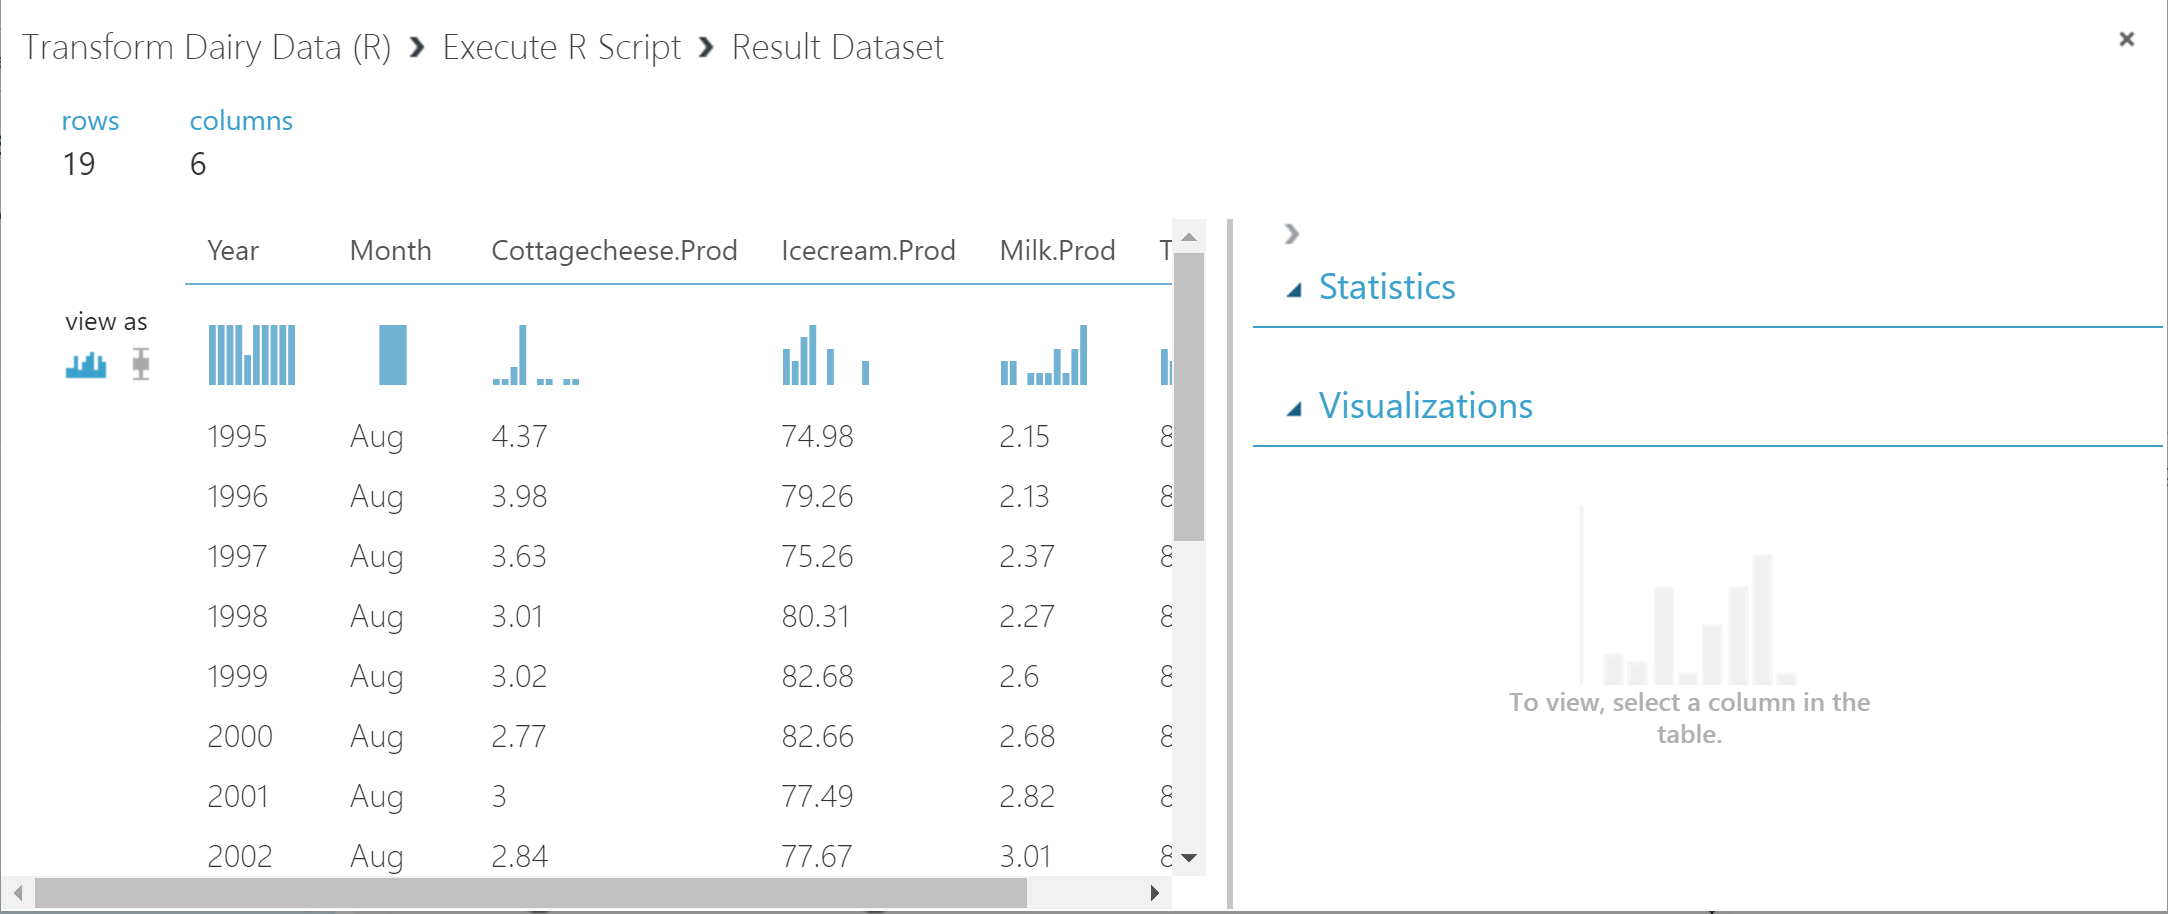 Transform Dairy Data (R) > Execute R Script > Result Dataset
rows columns
19 6
Year Month Cottagecheese.Prod Icecream.Prod Milk.Prod T
view as
1995 Aug 4.37 74.98 2.15 8
1996 Aug 3.98 79.26 2.13 8
1997 Aug 3.63 75.26 2.37 8
1998 Aug 3.01 80.31 2.27 8
1999 Aug 3.02 82.68 2.6 8
2000 Aug 2.77 82.66 2.68 8
2001 Aug 3 77.49 2.82 8
2002 Aug 2.84 77.67 3.01 8
Statistics
Visualizations
To view, select a column in the
table.